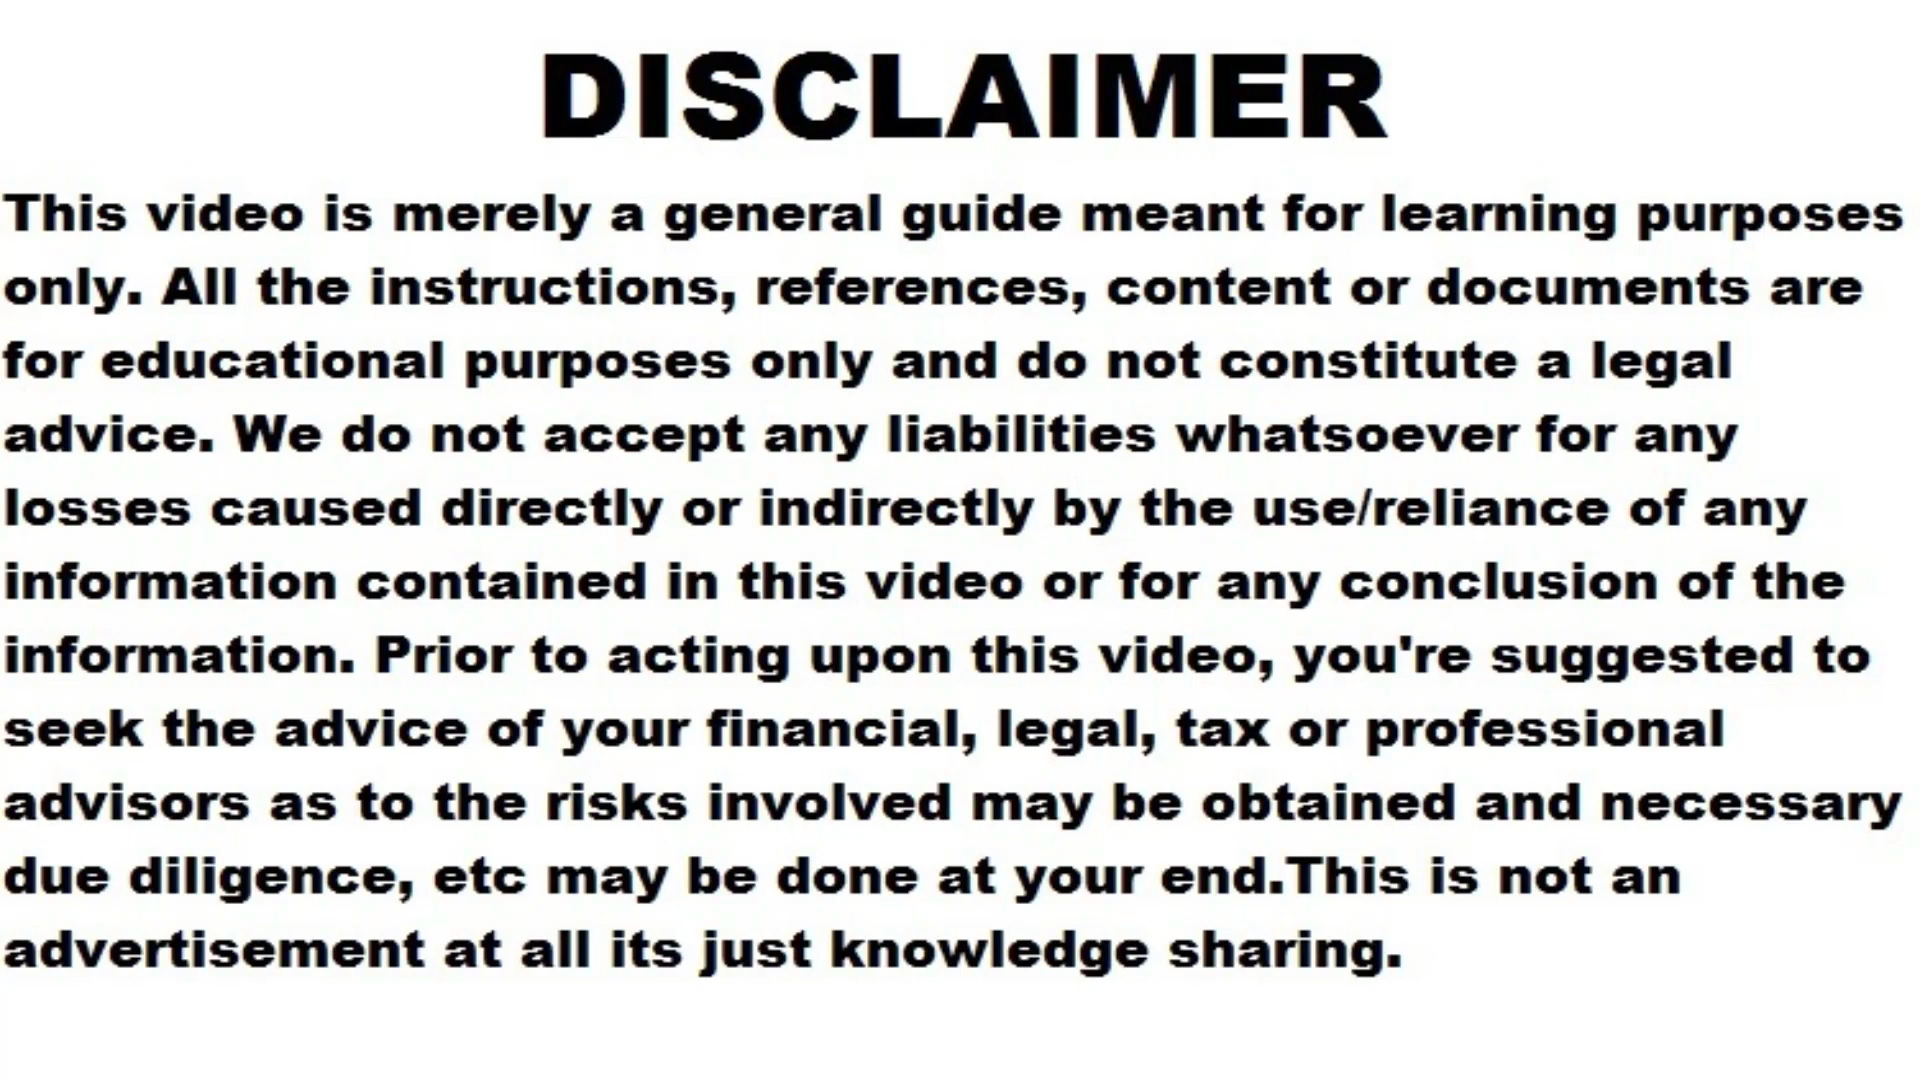 DISCLAIMER
This video is merely a general guide meant for learning purposes
only. All the instructions, references, content or documents are
for educational purposes only and do not constitute a legal
advice. We do not accept any liabilities whatsoever for any
losses caused directly or indirectly by the use/reliance of any
information contained in this video or for any conclusion of the
information. Prior to acting upon this video, you're suggested to
seek the advice of your financial, legal, tax or professional
advisors as to the risks involved may be obtained and necessary
due diligence, etc may be done at your end.This is not an
advertisement at all its just knowledge sharing.